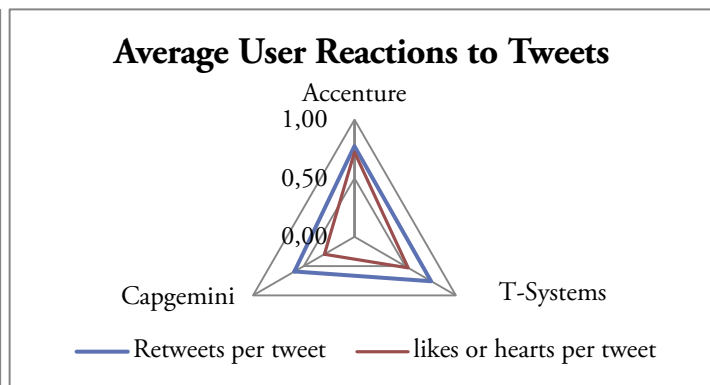 Average User Reactions to Tweets
Accenture
1,00
0,50
0,00
Capgemini
T-Systems
Retweets per tweet
likes or hearts per tweet